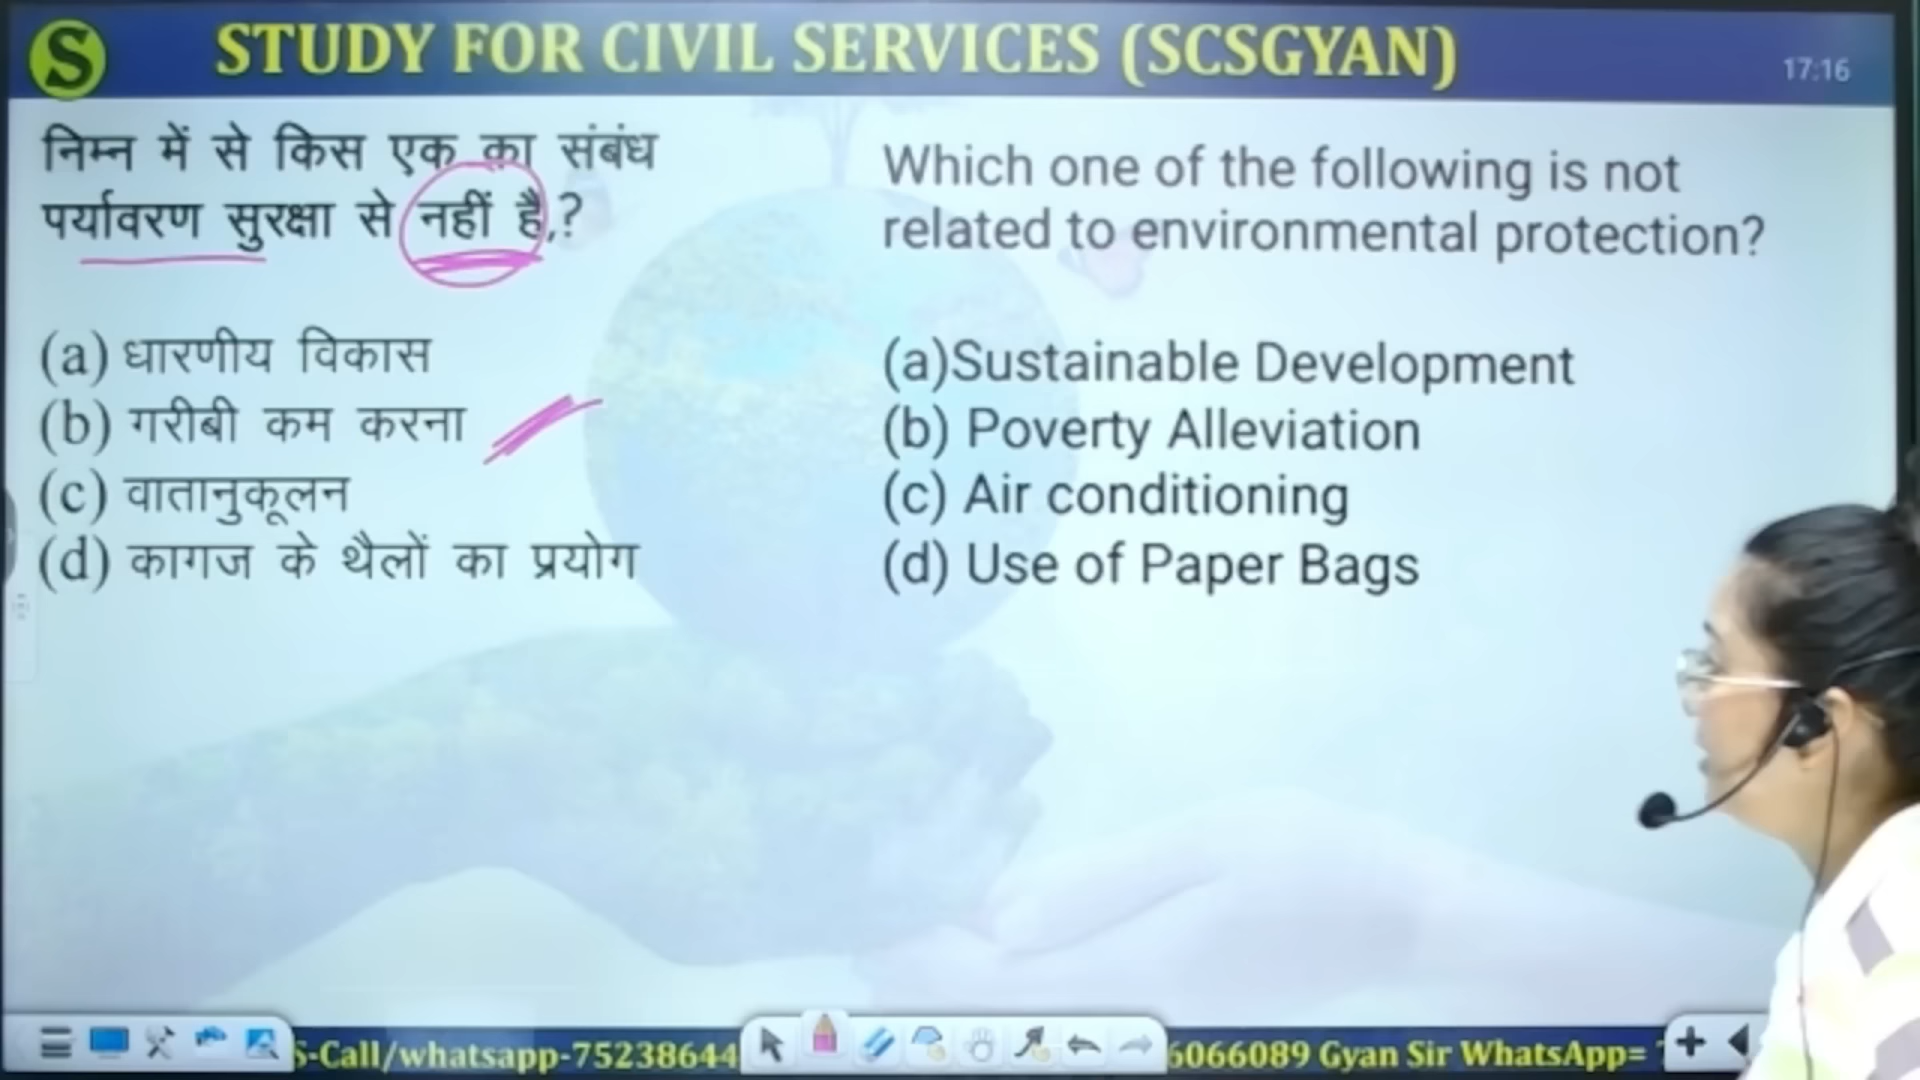 S
STUDY FOR CIVIL SERVICES (SCSGYAN)
17:16
निम्न में से किस एक का संबंध
पर्यावरण सुरक्षा से नहीं है,?
(a) धारणीय विकास
(b) गरीबी कम करना
(c) वातानुकूलन
(d) कागज के थैलों का प्रयोग
Which one of the following is not
related to environmental protection?
(a)Sustainable Development
(b) Poverty Alleviation
(c) Air conditioning
(d) Use of Paper Bags
S-Call/whatsapp-75238644
6066089 Gyan Sir WhatsApp=